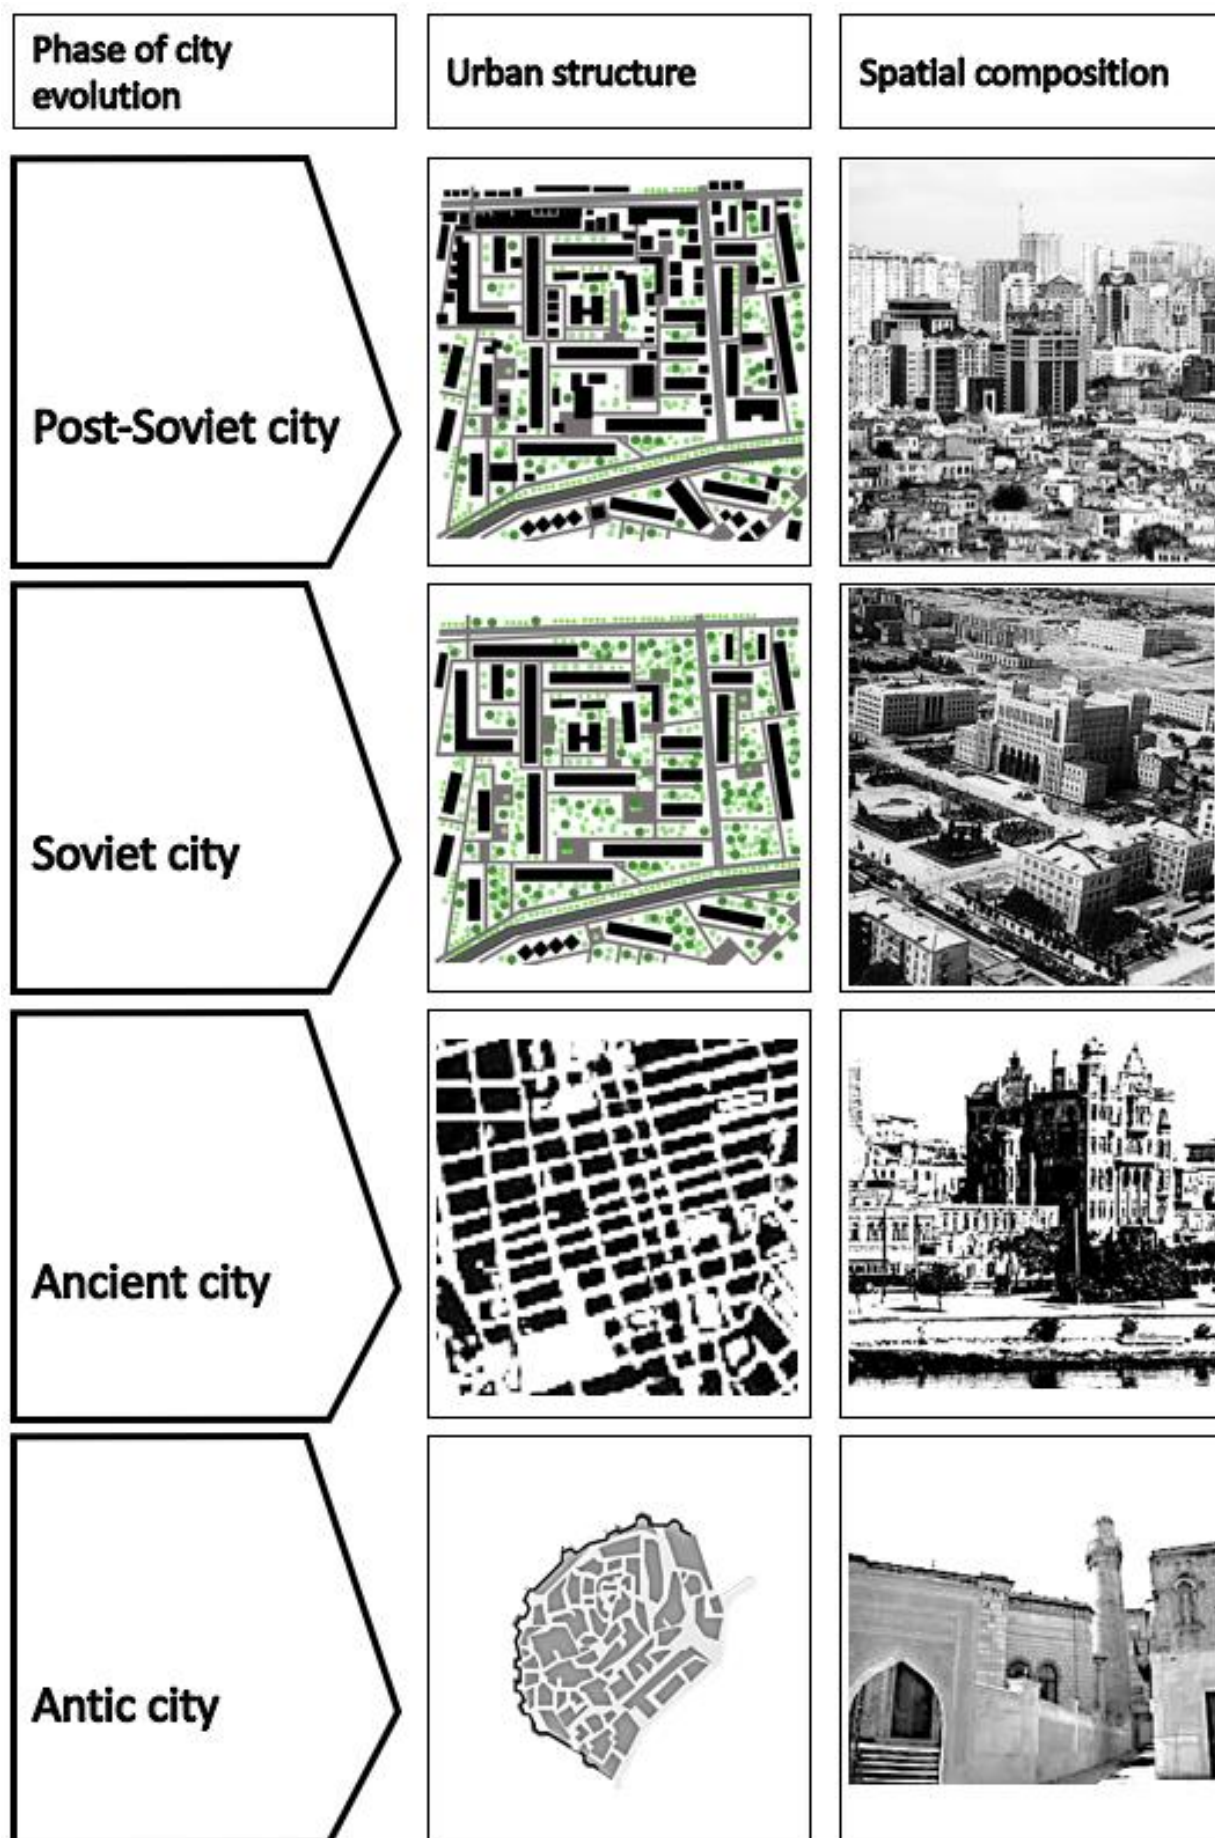 Phase of city
evolution
Urban structure
Spatial composition
Post-Soviet city
Soviet city
Ancient city
Antic city